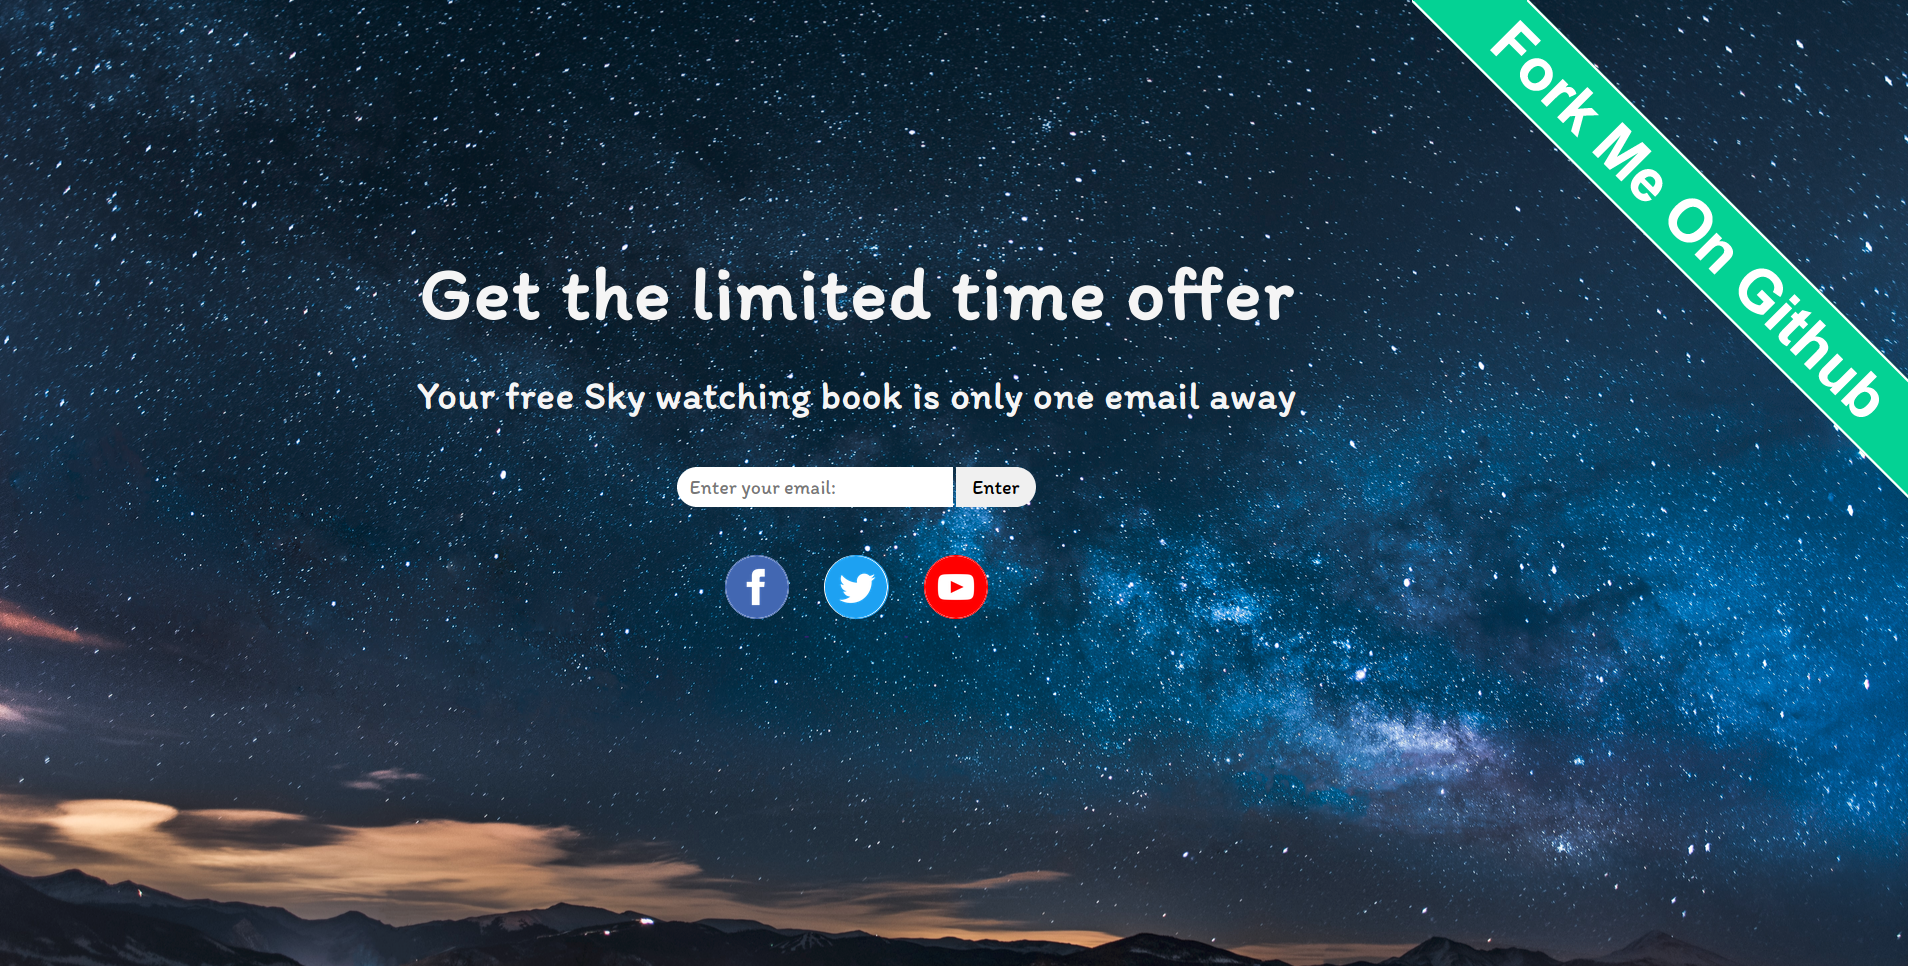 Fork Me On Github
Get the limited time offer
Your free Sky watching book is only one email away
Enter your email:
Enter